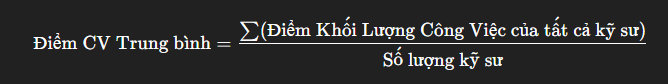 Điểm CV Trung bình = ∑(Điểm Khối Lượng Công Việc của tất cả kỹ sư)
Số lượng kỹ sư